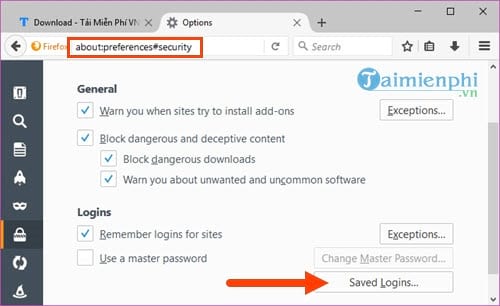 Download - Tải Miễn Phí VN
Options
Firefox
about:preferences#security
Search
General
Warn you when sites try to install add-ons
Exceptions...
Block dangerous and deceptive content
Block dangerous downloads
Warn you about unwanted and uncommon software
Taimienphi
.vn
Logins
Remember logins for sites
Exceptions...
Use a master password
Change Master Password...
Saved Logins...